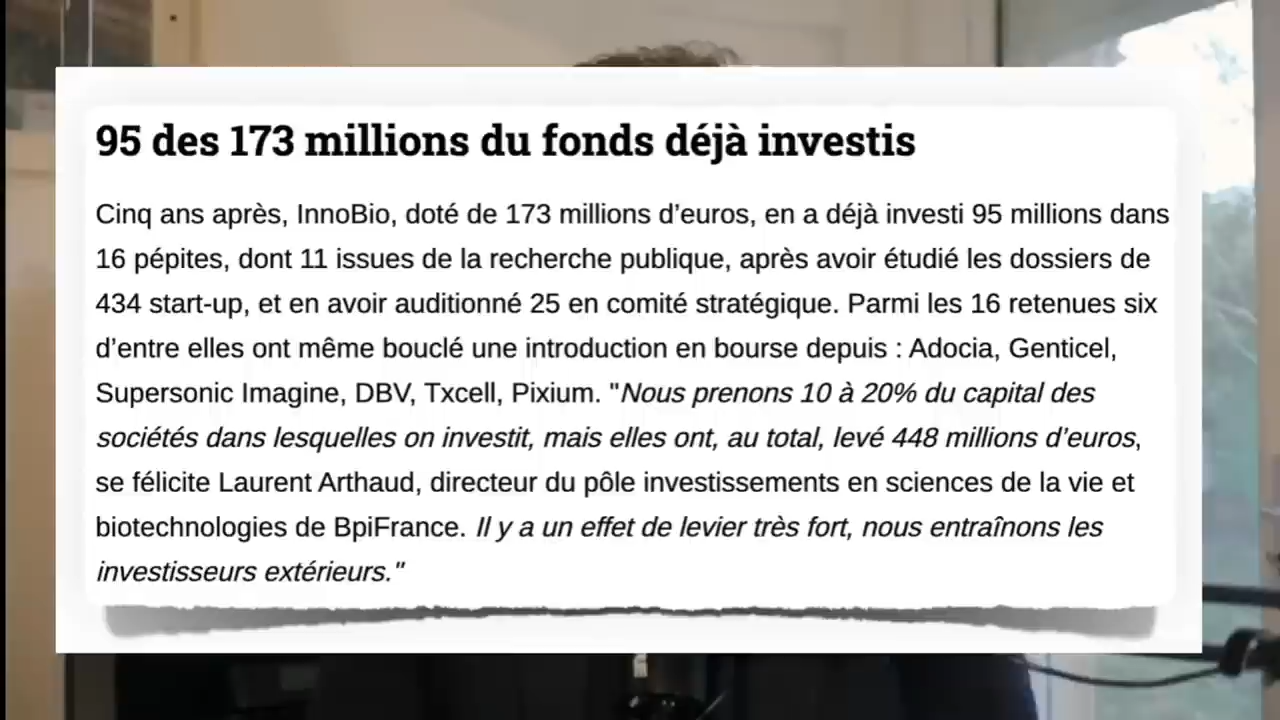 95 des 173 millions du fonds déjà investis
Cinq ans après, InnoBio, doté de 173 millions d’euros, en a déjà investi 95 millions dans
16 pépites, dont 11 issues de la recherche publique, après avoir étudié les dossiers de
434 start-up, et en avoir auditionné 25 en comité stratégique. Parmi les 16 retenues six
d’entre elles ont même bouclé une introduction en bourse depuis : Adocia, Genticel,
Supersonic Imagine, DBV, Txcell, Pixium. "Nous prenons 10 à 20% du capital des
sociétés dans lesquelles on investit, mais elles ont, au total, levé 448 millions d’euros,
se félicite Laurent Arthaud, directeur du pôle investissements en sciences de la vie et
biotechnologies de BpiFrance. Il y a un effet de levier très fort, nous entraînons les
investisseurs extérieurs."